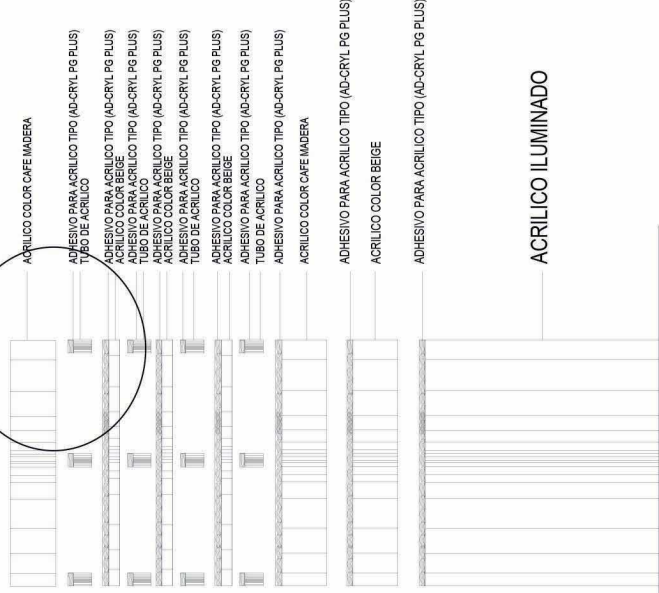 ACRILICO COLOR CAFE MADERA
ADHESIVO PARA ACRILICO TIPO (AD-CRYL PG PLUS)
TUBO DE ACRILICO
ADHESIVO PARA ACRILICO TIPO (AD-CRYL PG PLUS)
ACRILICO COLOR BEIGE
ADHESIVO PARA ACRILICO TIPO (AD-CRYL PG PLUS)
TUBO DE ACRILICO
ADHESIVO PARA ACRILICO TIPO (AD-CRYL PG PLUS)
ACRILICO COLOR BEIGE
ADHESIVO PARA ACRILICO TIPO (AD-CRYL PG PLUS)
TUBO DE ACRILICO
ADHESIVO PARA ACRILICO TIPO (AD-CRYL PG PLUS)
ACRILICO COLOR BEIGE
ADHESIVO PARA ACRILICO TIPO (AD-CRYL PG PLUS)
TUBO DE ACRILICO
ADHESIVO PARA ACRILICO TIPO (AD-CRYL PG PLUS)
ACRILICO COLOR CAFE MADERA
ADHESIVO PARA ACRILICO TIPO (AD-CRYL PG PLUS)
ACRILICO COLOR BEIGE
ADHESIVO PARA ACRILICO TIPO (AD-CRYL PG PLUS)
ACRILICO ILUMINADO